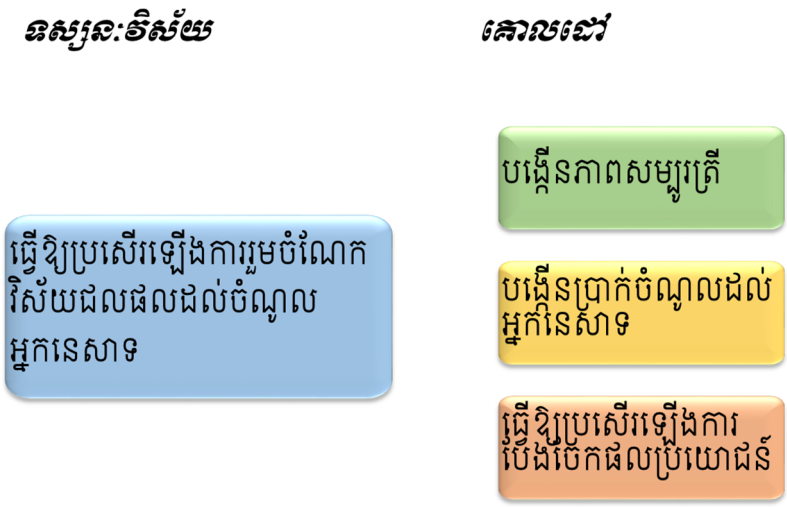 ទស្សនៈវិស័យ
គោលដៅ
ធ្វើឱ្យប្រសើរឡើងការរួមចំណែក
វិស័យជលផលដល់ចំណូល
អ្នកនេសាទ
បង្កើនភាពសម្បូរត្រី
បង្កើនប្រាក់ចំណូលដល់
អ្នកនេសាទ
ធ្វើឱ្យប្រសើរឡើងការ
បែងចែកផលប្រយោជន៍